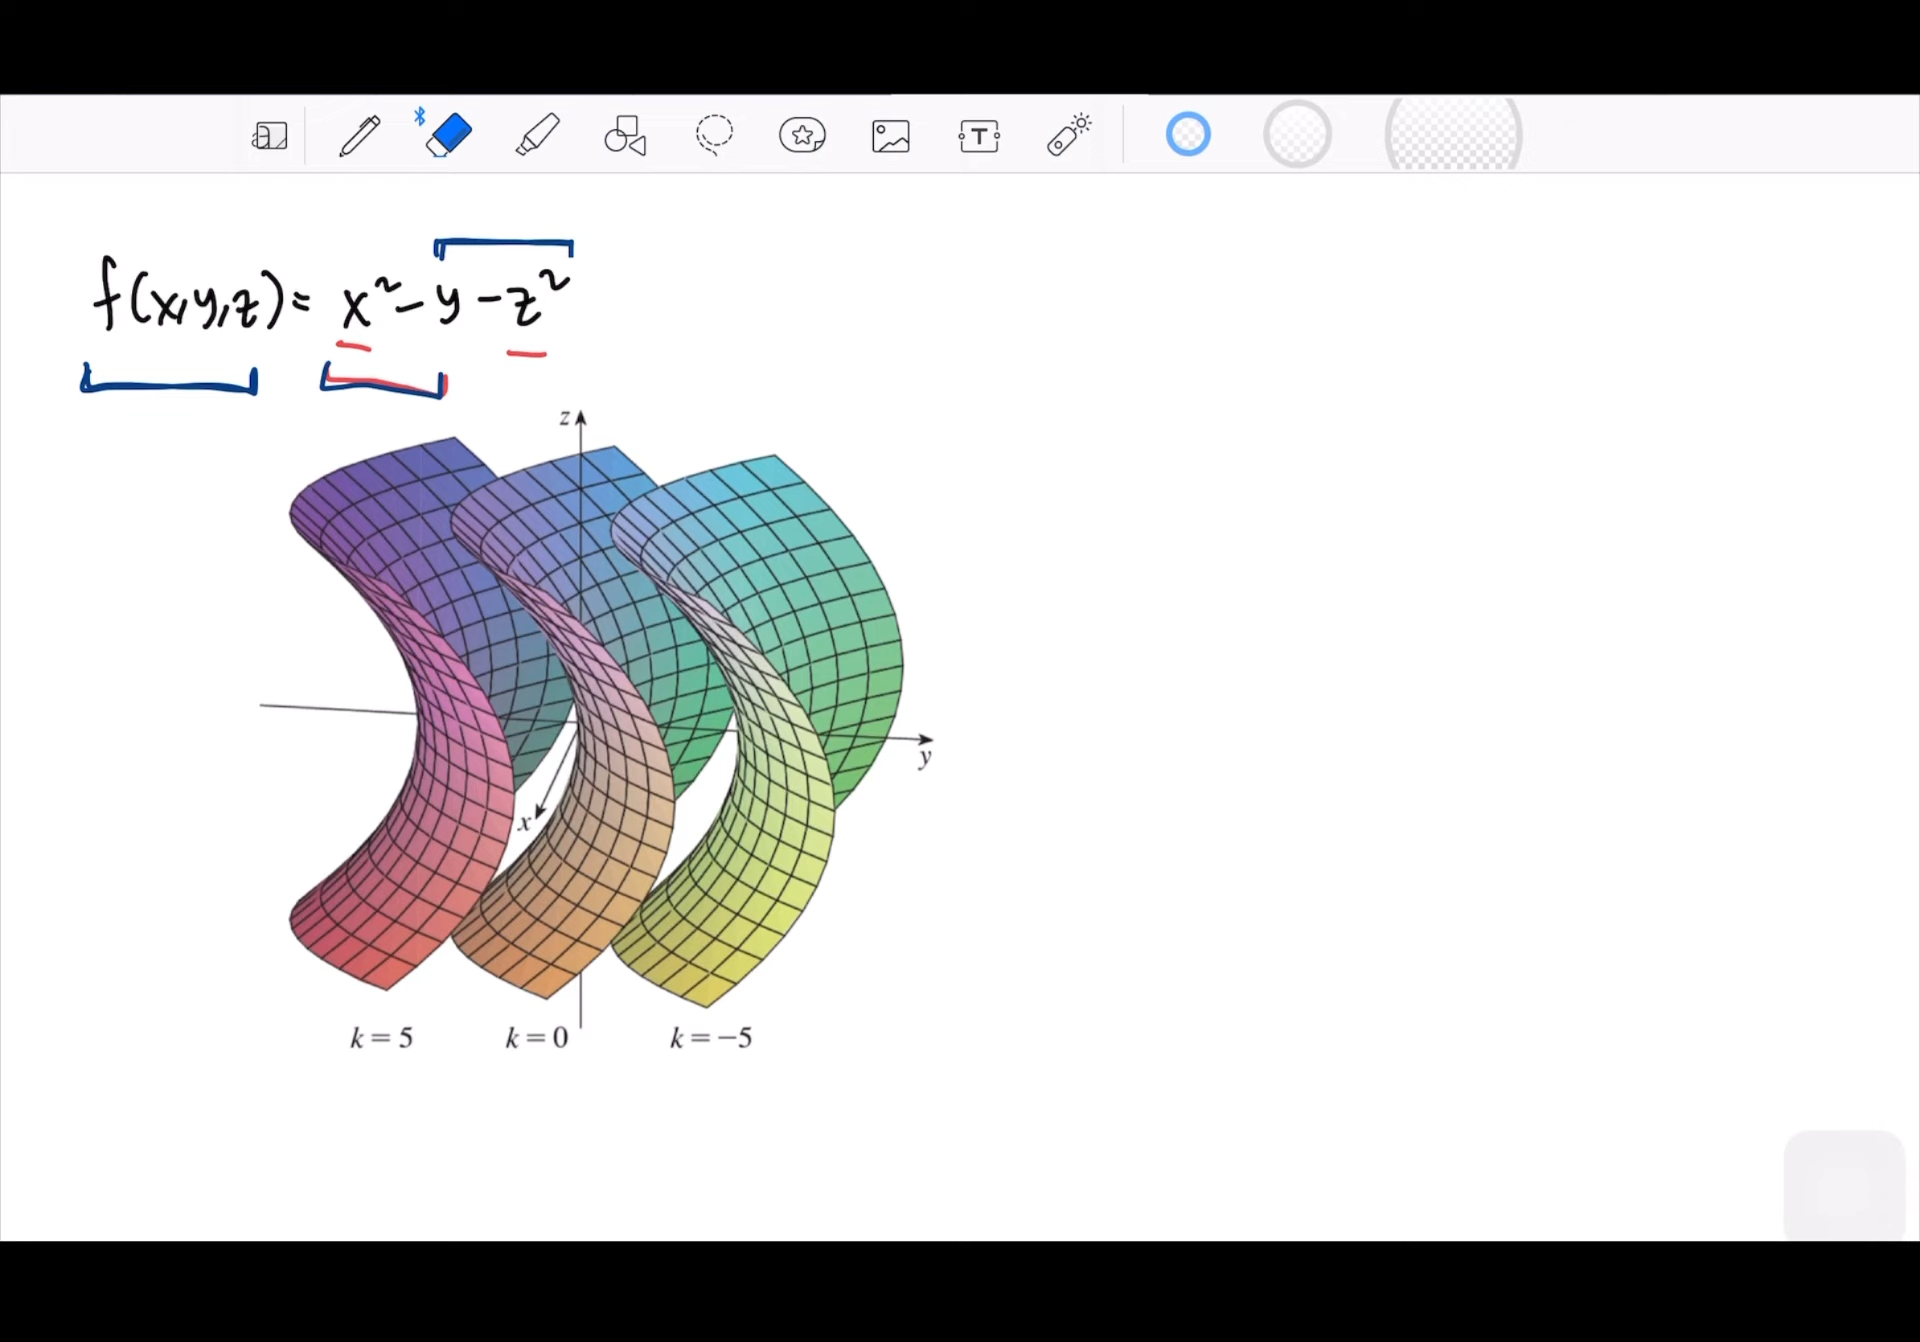 f(x,y,z) = x² - y - z²
z
y
x
k = 5 k = 0 k = −5